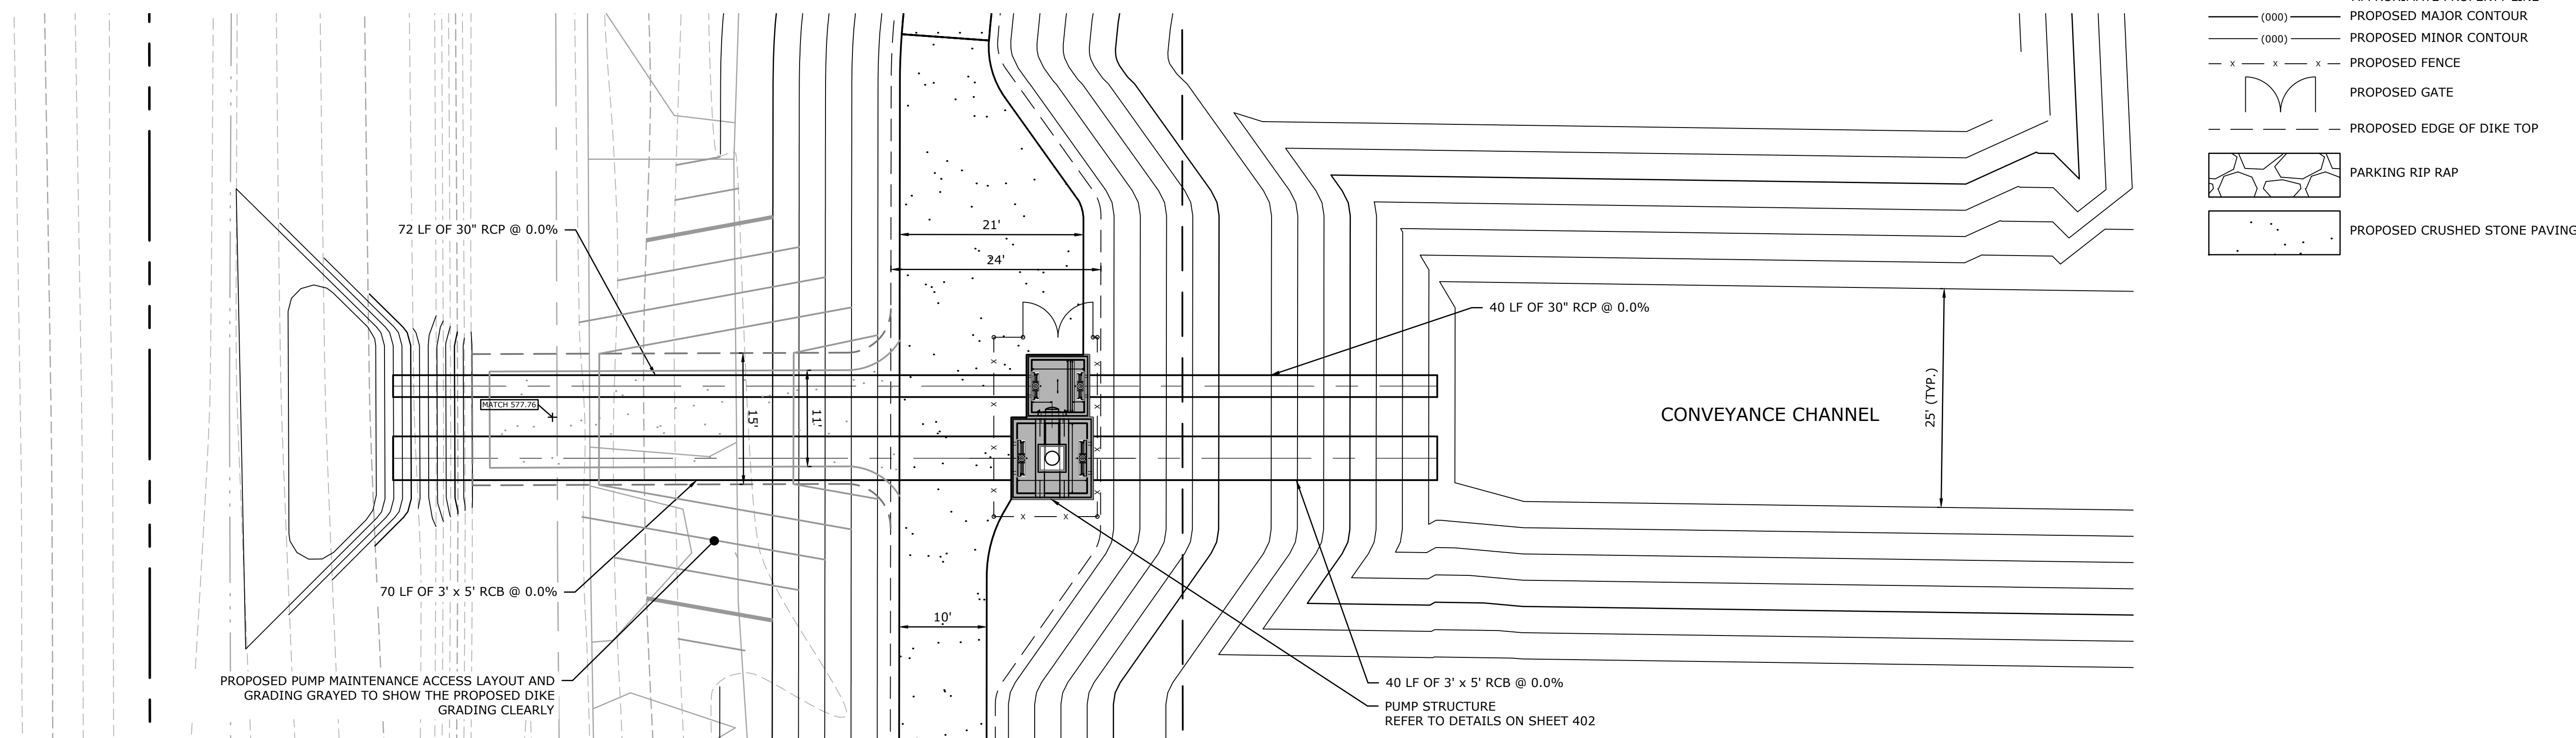 72 LF OF 30" RCP @ 0.0%
MATCH 577.76
70 LF OF 3' x 5' RCB @ 0.0%
PROPOSED PUMP MAINTENANCE ACCESS LAYOUT AND
GRADING GRAYED TO SHOW THE PROPOSED DIKE
GRADING CLEARLY
15'
11'
21'
24'
10'
40 LF OF 30" RCP @ 0.0%
CONVEYANCE CHANNEL
25' (TYP.)
40 LF OF 3' x 5' RCB @ 0.0%
PUMP STRUCTURE
REFER TO DETAILS ON SHEET 402
(000) PROPOSED MAJOR CONTOUR
(000) PROPOSED MINOR CONTOUR
x x x PROPOSED FENCE
PROPOSED GATE
PROPOSED EDGE OF DIKE TOP
PARKING RIP RAP
PROPOSED CRUSHED STONE PAVING